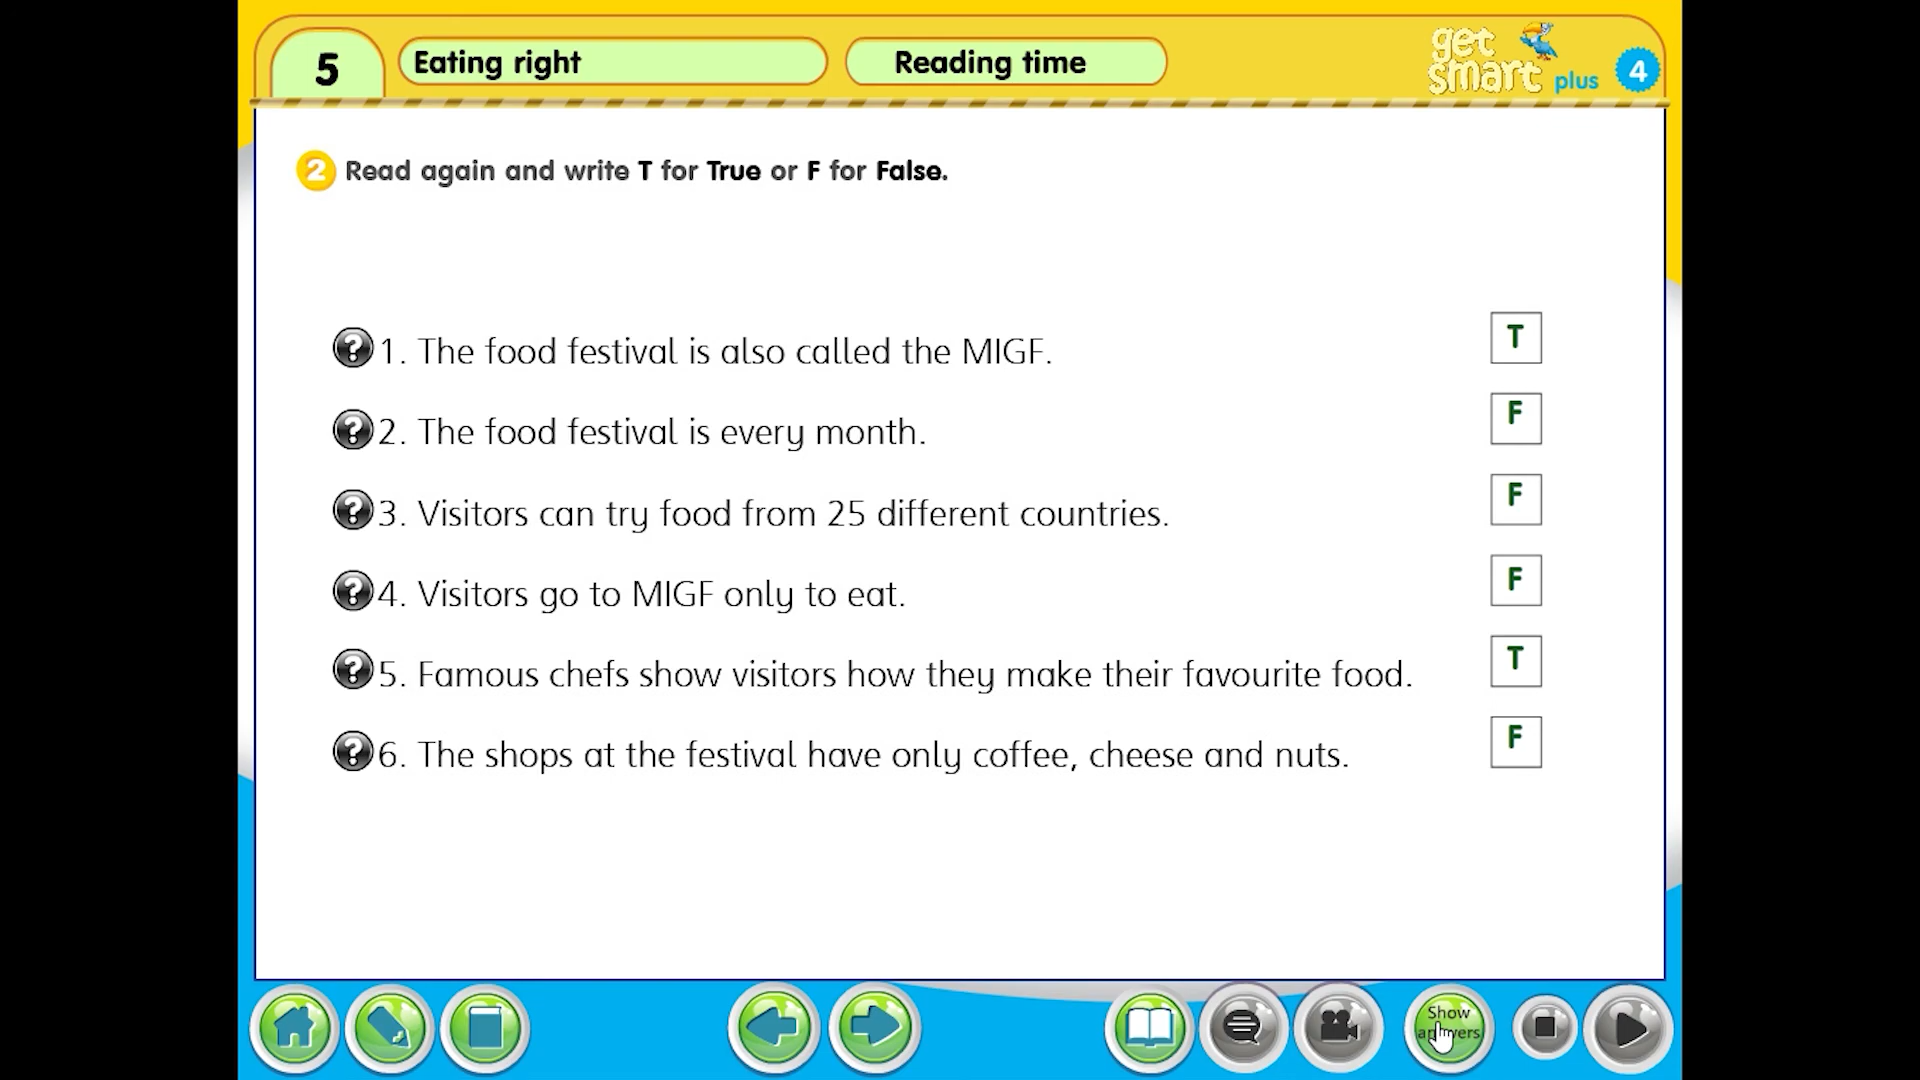 5
Eating right
Reading time
get smart plus 4
2 Read again and write T for True or F for False.
1. The food festival is also called the MIGF. T
2. The food festival is every month. F
3. Visitors can try food from 25 different countries. F
4. Visitors go to MIGF only to eat. F
5. Famous chefs show visitors how they make their favourite food. T
6. The shops at the festival have only coffee, cheese and nuts. F
Show
answers